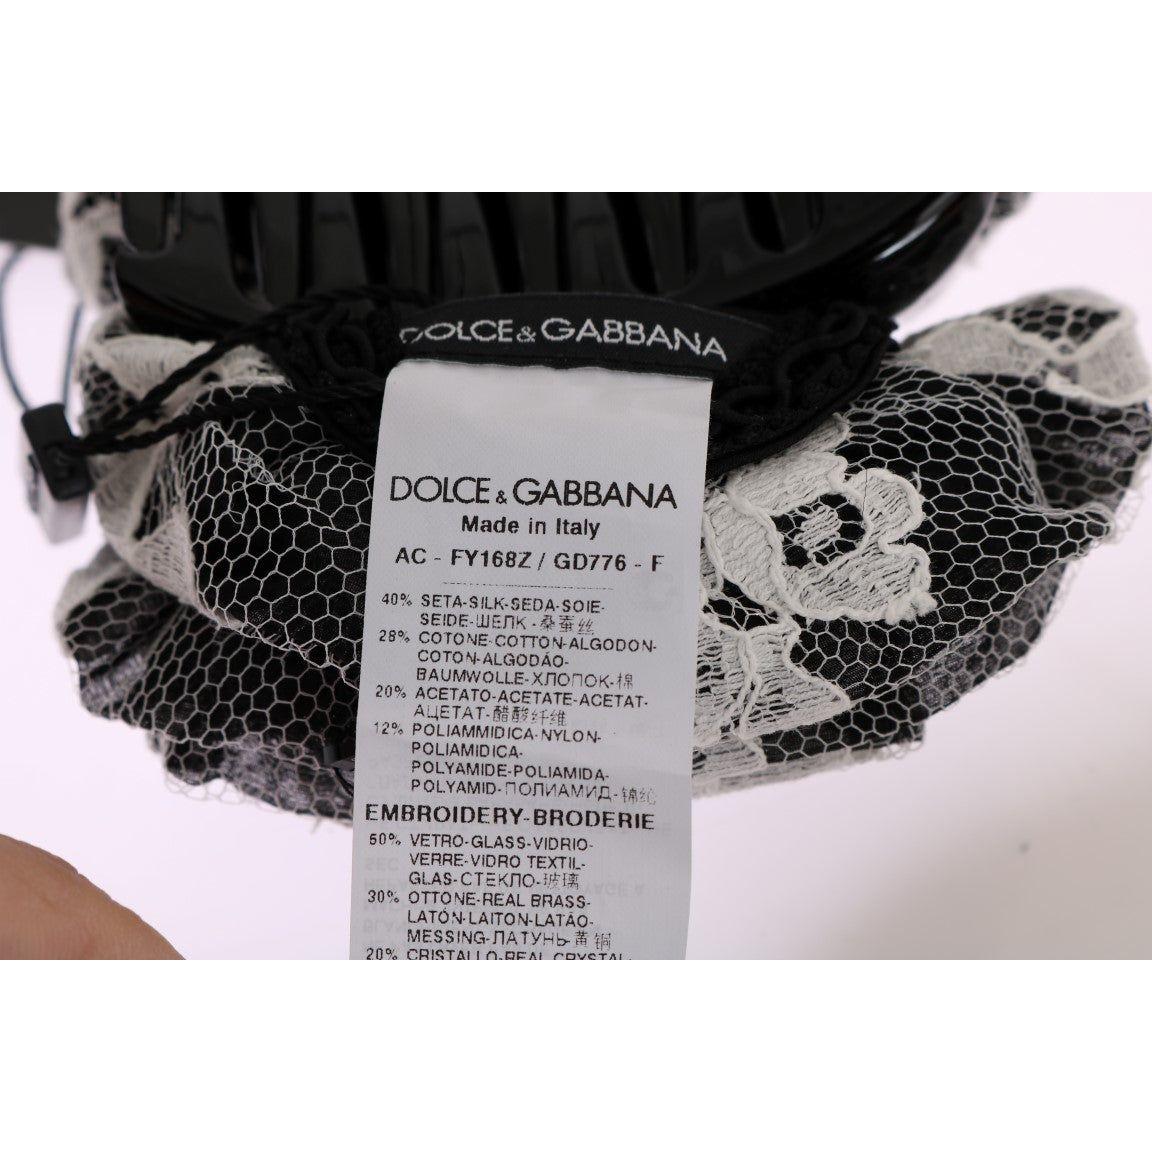 DOLCE & GABBANA
DOLCE & GABBANA
Made in Italy
AC - FY168Z / GD776 - F
40% SETA-SILK-SEDA-SOIE-
SEIDE-ШЕЛК-桑蚕丝
28% COTONE-COTTON-ALGODON-
COTON-ALGODÃO-
BAUMWOLLE-ХЛОПОК-棉
20% ACETATO-ACETATE-ACETAT-
АЦЕТАТ-醋酸纤维
12% POLIAMMIDICA-NYLON-
POLIAMIDICA-
POLYAMIDE-POLIAMIDA-
POLYAMID-ПОЛИАМИД-锦纶
EMBROIDERY-BRODERIE
50% VETRO-GLASS-VIDRIO-
VERRE-VIDRO TEXTIL-
GLAS-СТЕКЛО-玻璃
30% OTTONE-REAL BRASS-
LATÓN-LAITON-LATÃO-
MESSING-ЛАТУНЬ-黄铜
20% CRISTALLO-REAL CRYSTAL-